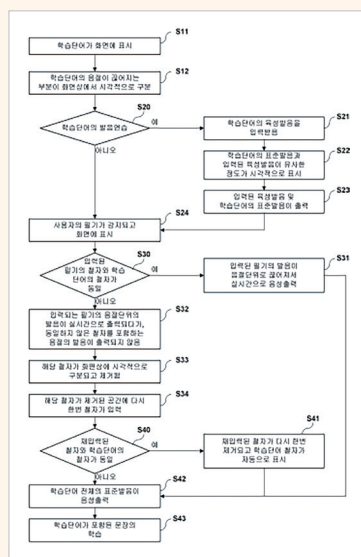 S11
학습단어가 화면에 표시
S12
학습단어의 음절이 끊어지는
부분이 화면상에서 시각적으로 구분
S20
학습단어의 발음연습
예
S21
학습단어의 육성발음을
입력받음
S22
학습단어의 표준발음과
입력된 육성발음이 유사한
정도가 시각적으로 표시
S23
입력된 육성발음 및
학습단어의 표준발음이 출력
아니오
S24
사용자의 필기가 감지되고
화면에 표시
S30
입력된
필기의 철자와 학습
단어의 철자가
동일
예
S31
입력된 필기의 발음이
음절단위로 끊어져서
실시간으로 음성출력
아니오
S32
입력되는 필기의 음절단위의
발음이 실시간으로 출력되다가,
동일하지 않은 철자를 포함하는
음절의 발음이 출력되지 않음
S33
해당 철자가 화면상에 시각적으로
구분되고 제거됨
S34
해당 철자가 제거된 공간에 다시
한번 철자가 입력
S40
재입력된
철자와 학습단어의
철자가 동일
예
S41
재입력된 철자가 다시 한번
제거되고 학습단어 철자가
자동으로 표시
아니오
S42
학습단어 전체의 표준발음이
음성출력
S43
학습단어가 포함된 문장의
학습